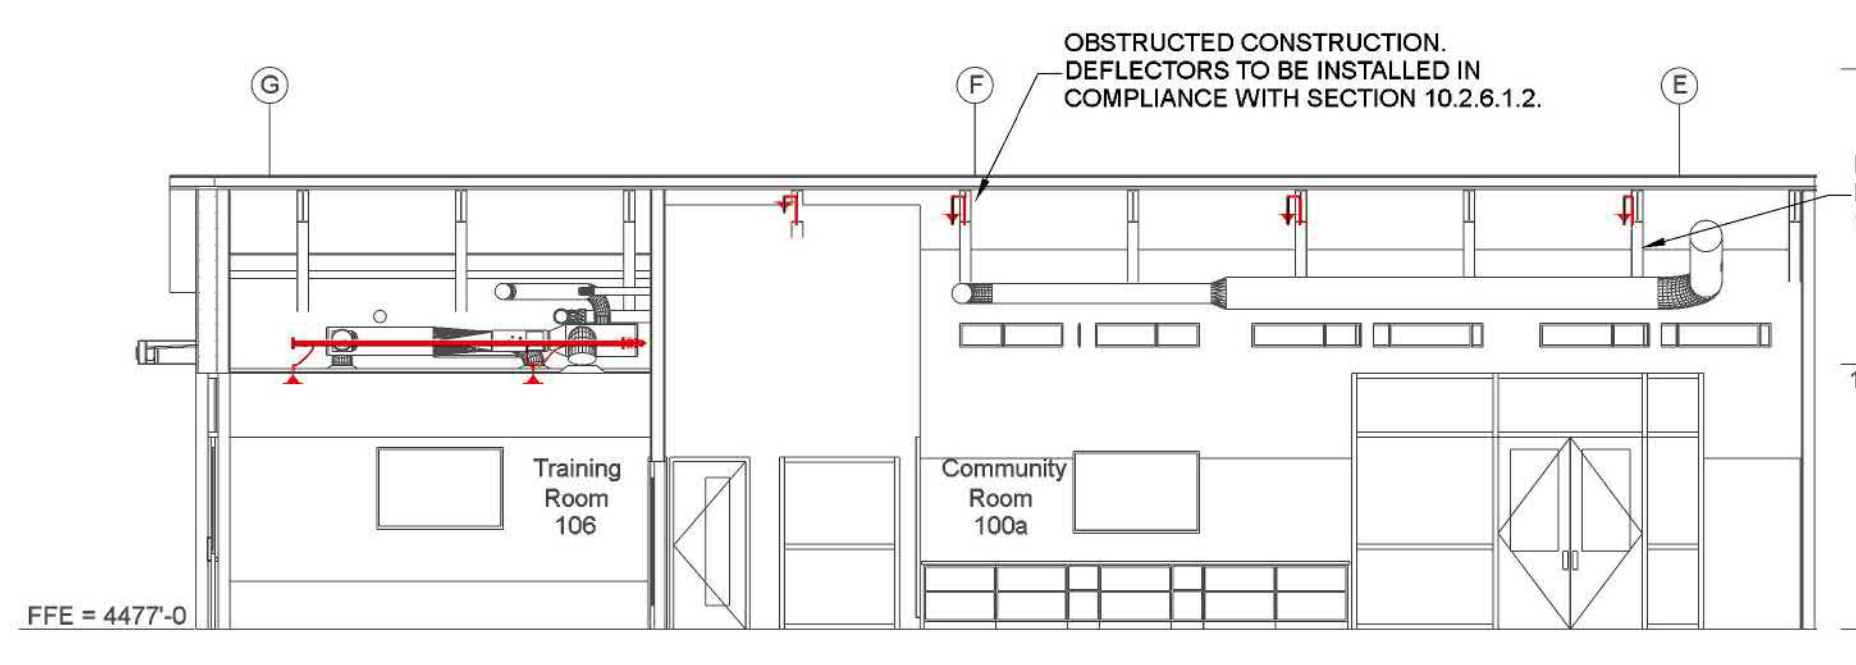 OBSTRUCTED CONSTRUCTION.
DEFLECTORS TO BE INSTALLED IN
COMPLIANCE WITH SECTION 10.2.6.1.2.
G
F
E
Training
Room
106
Community
Room
100a
FFE = 4477'-0